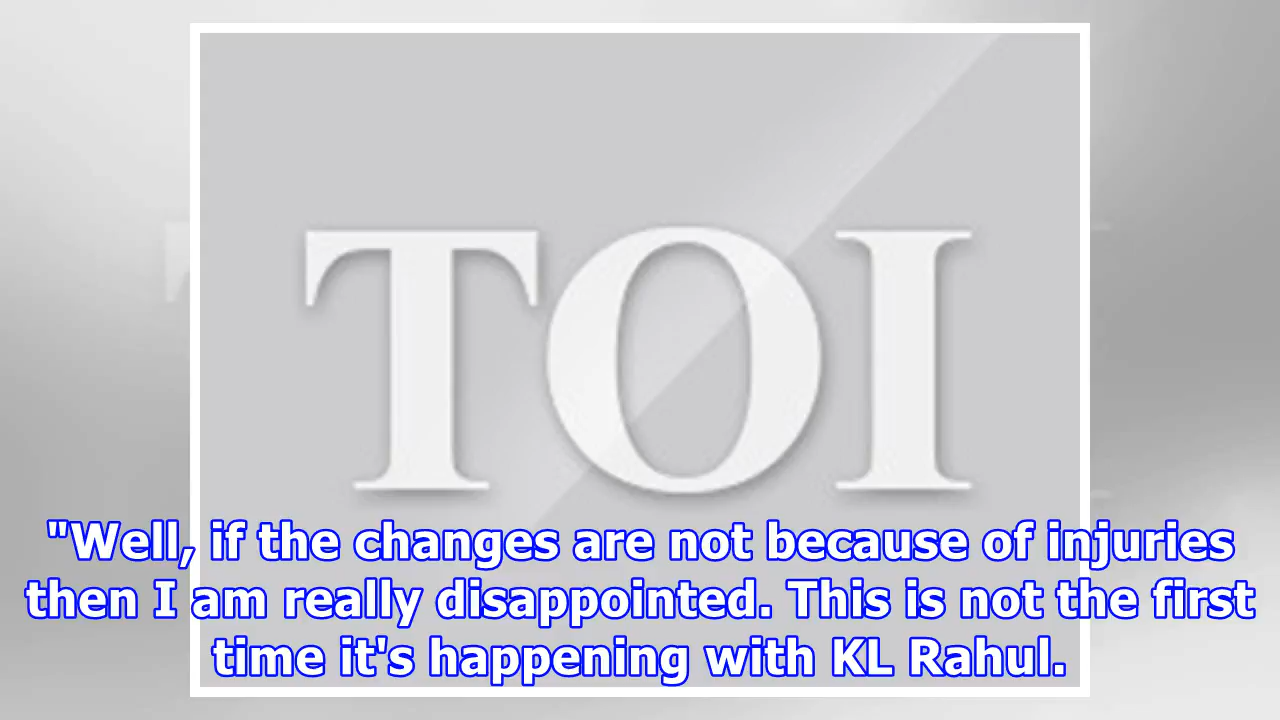 TOI
"Well, if the changes are not because of injuries
then I am really disappointed. This is not the first
time it's happening with KL Rahul.